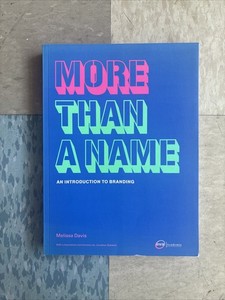 MORE
THAN
A NAME
AN INTRODUCTION TO BRANDING
Melissa Davis